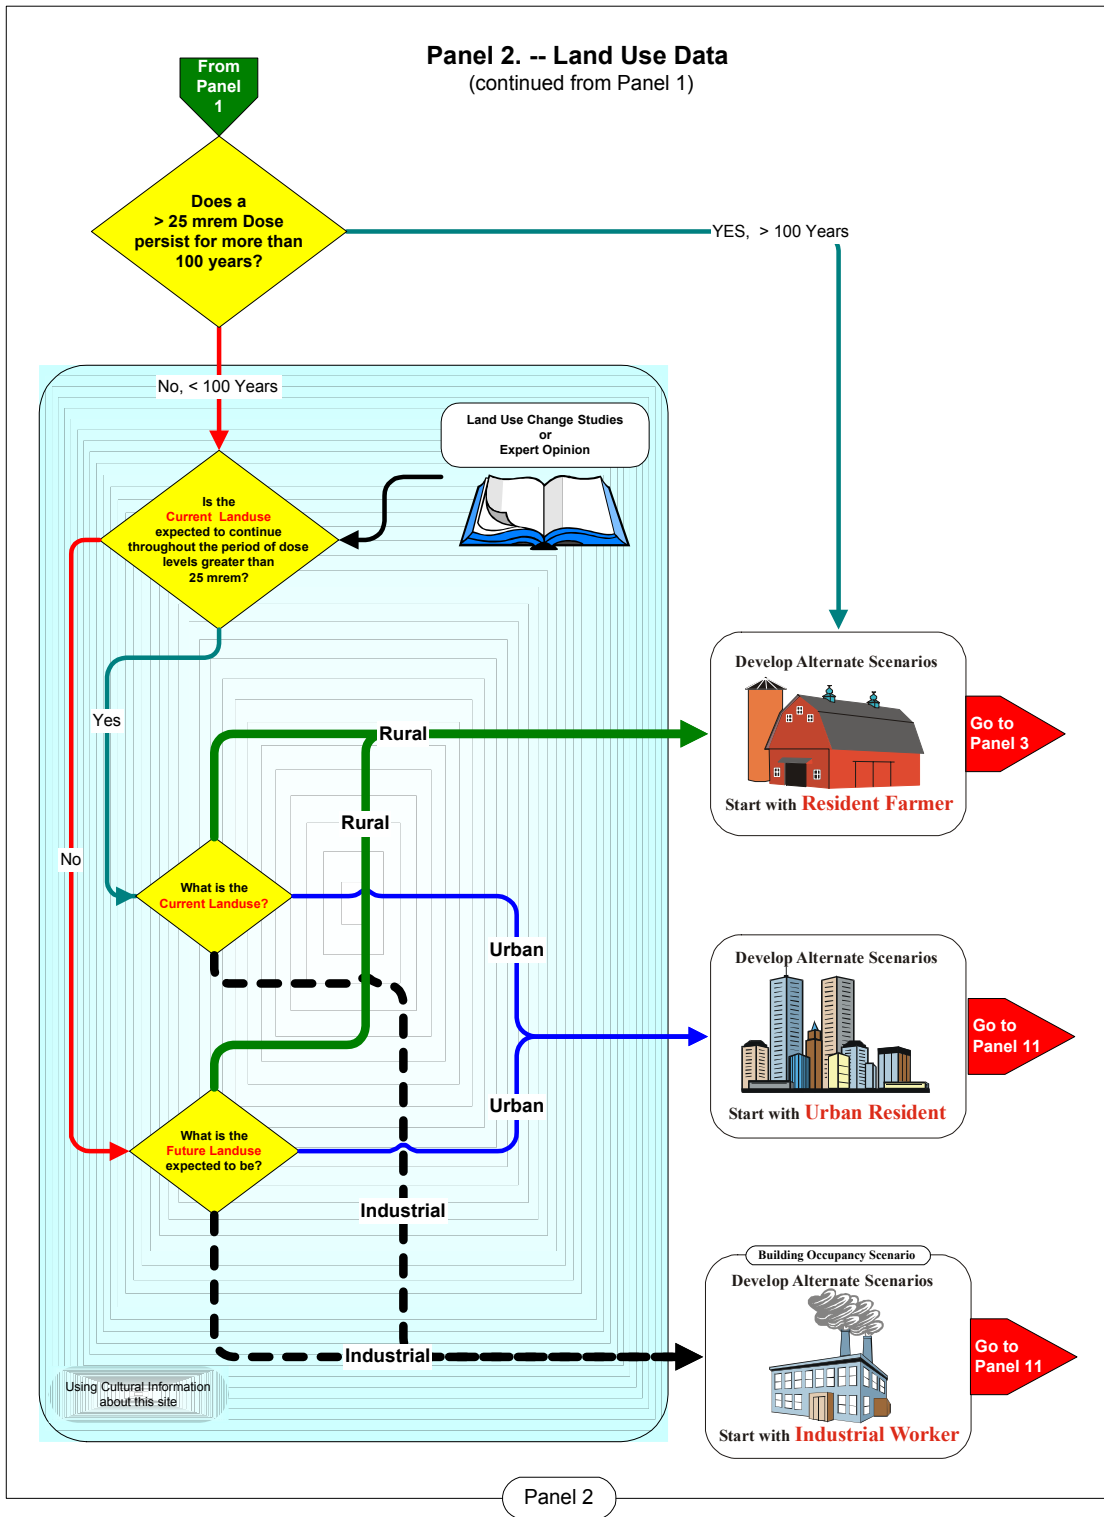 Panel 2. -- Land Use Data
(continued from Panel 1)
From
Panel
1
Does a
> 25 mrem Dose
persist for more than
100 years?
YES,  > 100 Years
No, < 100 Years
Land Use Change Studies
or
Expert Opinion
Is the
Current Landuse
expected to continue
throughout the period of dose
levels greater than
25 mrem?
Develop Alternate Scenarios
Start with Resident Farmer
Go to
Panel 3
Yes
Rural
Rural
No
What is the
Current Landuse?
Urban
Develop Alternate Scenarios
Start with Urban Resident
Go to
Panel 11
Urban
What is the
Future Landuse
expected to be?
Industrial
Building Occupancy Scenario
Develop Alternate Scenarios
Start with Industrial Worker
Go to
Panel 11
Industrial
Using Cultural Information
about this site
Panel 2